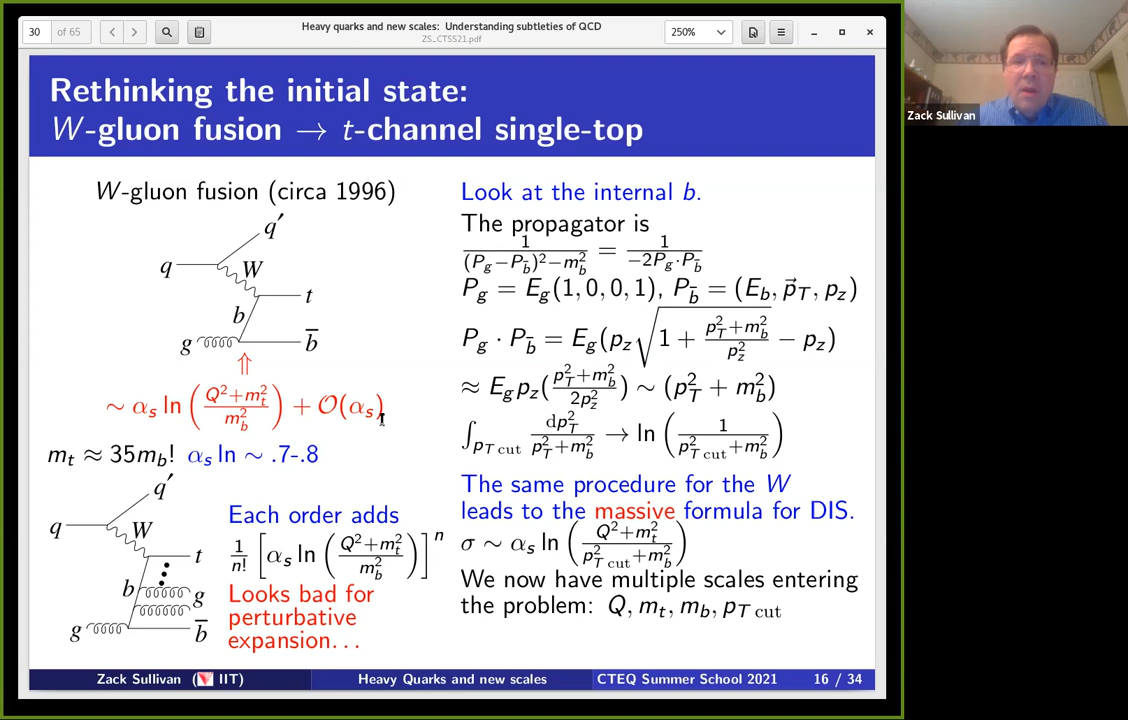 30 of 65
Heavy quarks and new scales: Understanding subtleties of QCD
ZS_CTSS21.pdf
250%
Zack Sullivan
Rethinking the initial state:
W-gluon fusion → t-channel single-top
W-gluon fusion (circa 1996)
q′
q
W
t
b
g
b̅
⇑
~ αₛ ln ( (Q² + m_t²) / m_b² ) + O(αₛ)
m_t ≈ 35m_b! αₛ ln ~ .7-.8
q′
q
W
t
b
g
g
b̅
Each order adds
1/n! [ αₛ ln ( (Q² + m_t²) / m_b² ) ]ⁿ
Looks bad for
perturbative
expansion. . .
Look at the internal b.
The propagator is
1 / ((P_g − P_b̅)² − m_b²) = 1 / (−2P_g · P_b̅)
P_g = E_g(1, 0, 0, 1), P_b̅ = (E_b, p⃗_T, p_z)
P_g · P_b̅ = E_g(p_z √(1 + (p_T² + m_b²) / p_z²) − p_z)
≈ E_g p_z( (p_T² + m_b²) / 2p_z² ) ~ (p_T² + m_b²)
∫_{p_T cut} dp_T² / (p_T² + m_b²) → ln ( 1 / (p_T²_cut + m_b²) )
The same procedure for the W
leads to the massive formula for DIS.
σ ~ αₛ ln ( (Q² + m_t²) / (p_T²_cut + m_b²) )
We now have multiple scales entering
the problem: Q, m_t, m_b, p_T cut
Zack Sullivan (IIT)
Heavy Quarks and new scales
CTEQ Summer School 2021
16 / 34